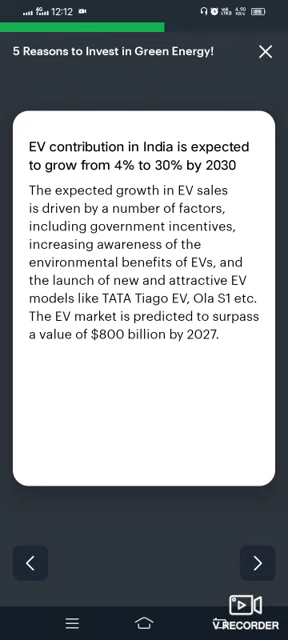 4G 12:12
4.90 KB/s
5 Reasons to Invest in Green Energy!
EV contribution in India is expected
to grow from 4% to 30% by 2030
The expected growth in EV sales
is driven by a number of factors,
including government incentives,
increasing awareness of the
environmental benefits of EVs, and
the launch of new and attractive EV
models like TATA Tiago EV, Ola S1 etc.
The EV market is predicted to surpass
a value of $800 billion by 2027.
V RECORDER